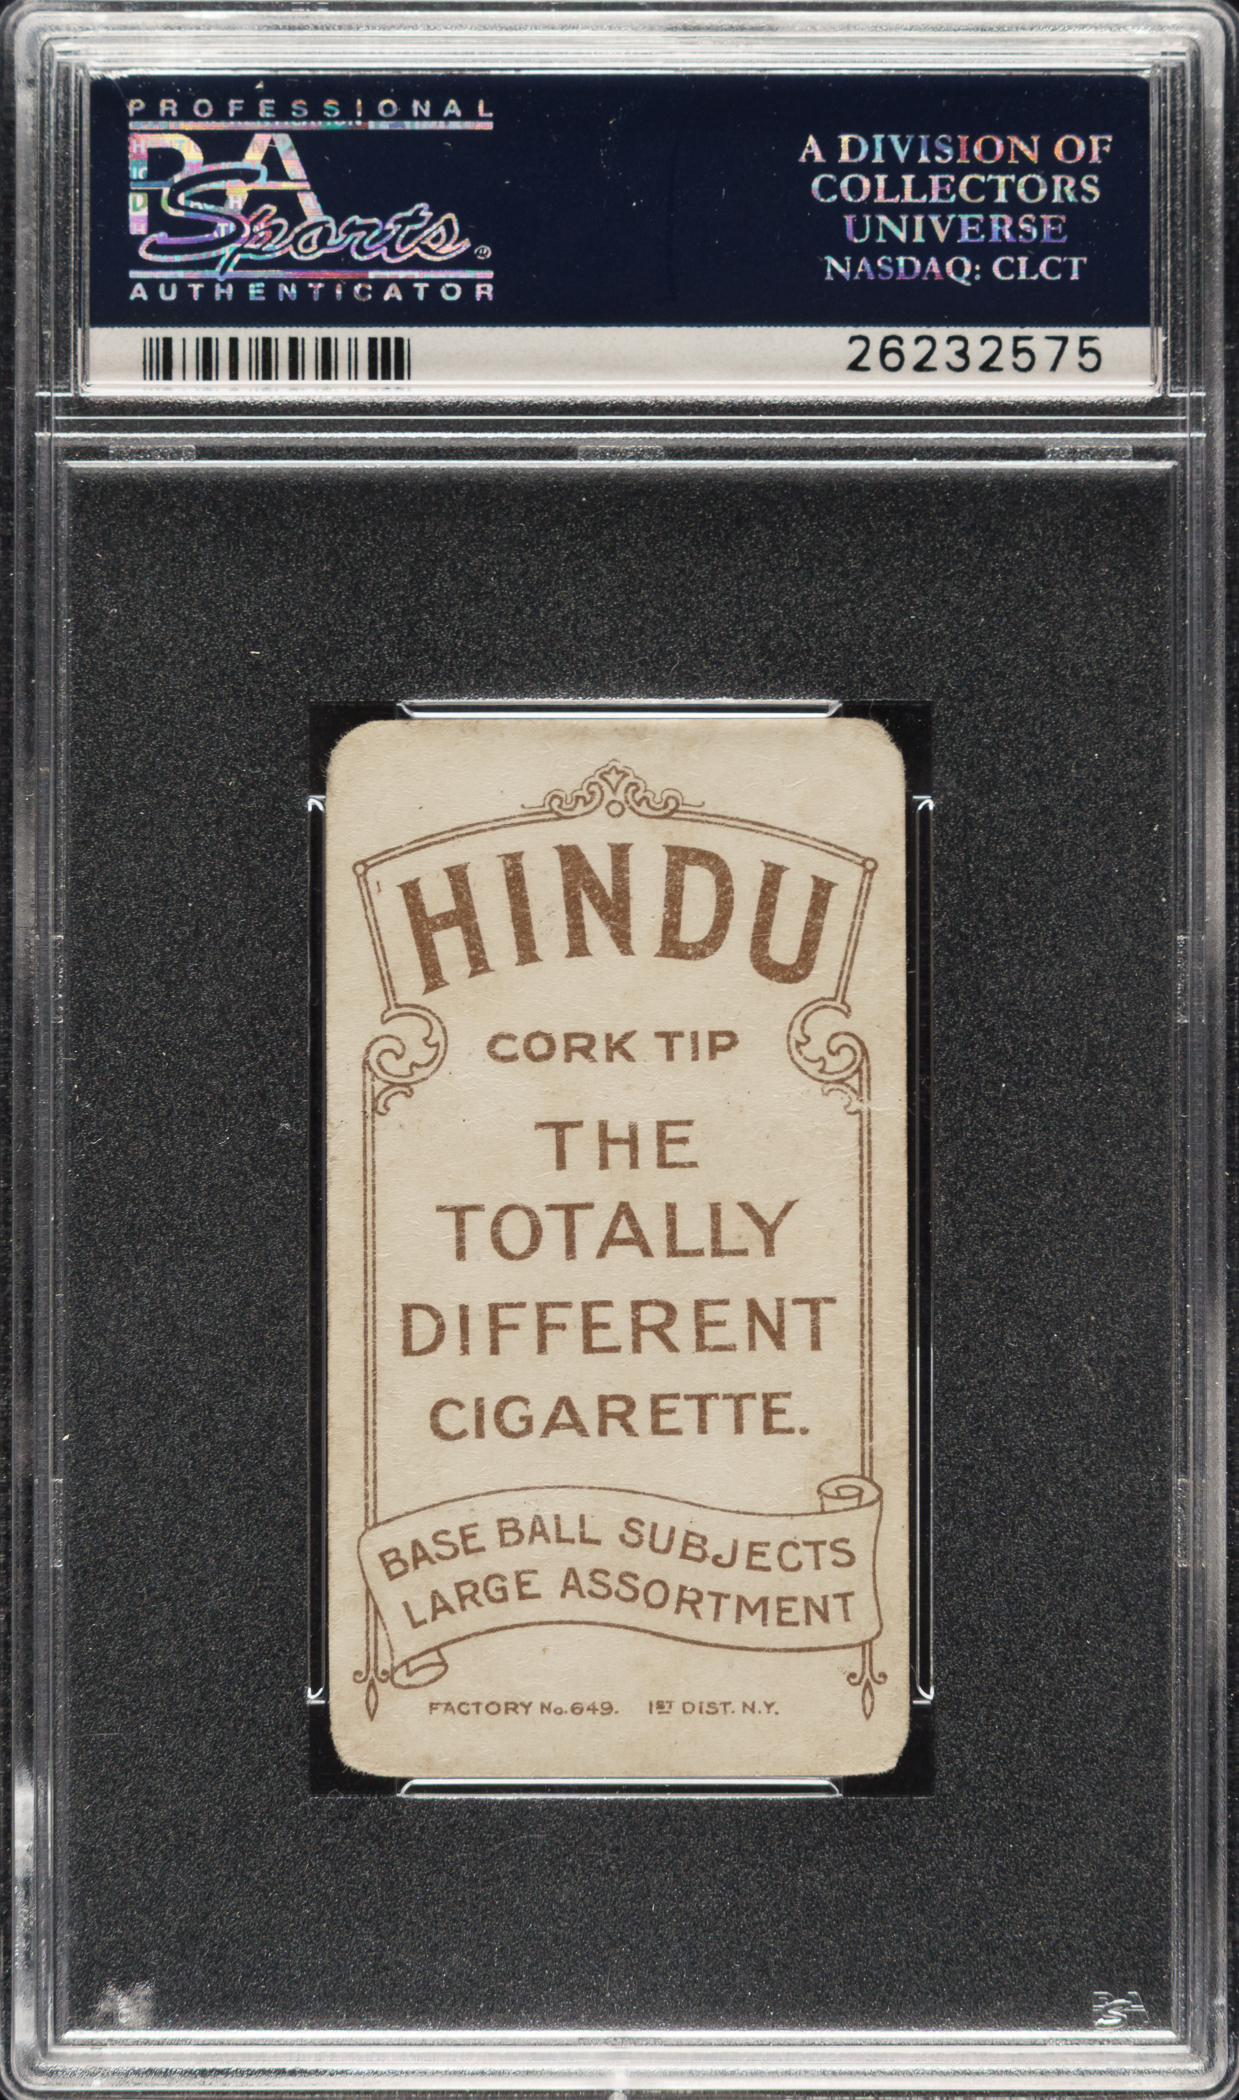 PROFESSIONAL
PSA
Sports
AUTHENTICATOR
A DIVISION OF
COLLECTORS
UNIVERSE
NASDAQ: CLCT
26232575
HINDU
CORK TIP
THE
TOTALLY
DIFFERENT
CIGARETTE.
BASE BALL SUBJECTS
LARGE ASSORTMENT
FACTORY No. 649. 1ST DIST. N.Y.
PSA